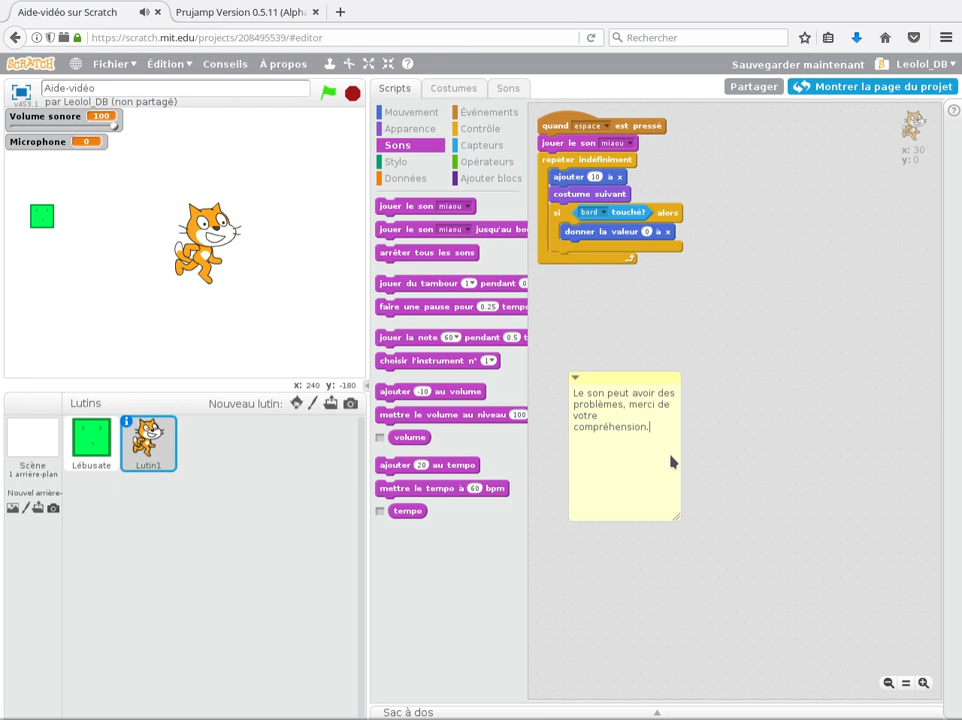 Aide-vidéo sur Scratch
Prujamp Version 0.5.11 (Alph
https://scratch.mit.edu/projects/208495539/#editor
Rechercher
SCRATCH
Fichier
Édition
Conseils
À propos
Sauvegarder maintenant
Leolol_DB
Aide-vidéo
par Leolol_DB (non partagé)
v459.1
Scripts
Costumes
Sons
Partager
Montrer la page du projet
Volume sonore 100
Microphone 0
Mouvement
Événements
Apparence
Contrôle
Sons
Capteurs
Stylo
Opérateurs
Données
Ajouter blocs
jouer le son miaou
jouer le son miaou jusqu'au bou
arrêter tous les sons
jouer du tambour 1 pendant 0
faire une pause pour 0.25 temps
jouer la note 60 pendant 0.5 t
choisir l'instrument n° 1
ajouter -10 au volume
mettre le volume au niveau 100
volume
ajouter 20 au tempo
mettre le tempo à 60 bpm
tempo
quand espace est pressé
jouer le son miaou
répéter indéfiniment
ajouter 10 à x
costume suivant
si bord touché? alors
donner la valeur 0 à x
x: 30
y: 0
Le son peut avoir des
problèmes, merci de
votre
compréhension.
x: 240 y: -180
Lutins
Nouveau lutin:
Scène
1 arrière-plan
Nouvel arrière-
Lébusate
Lutin1
Sac à dos